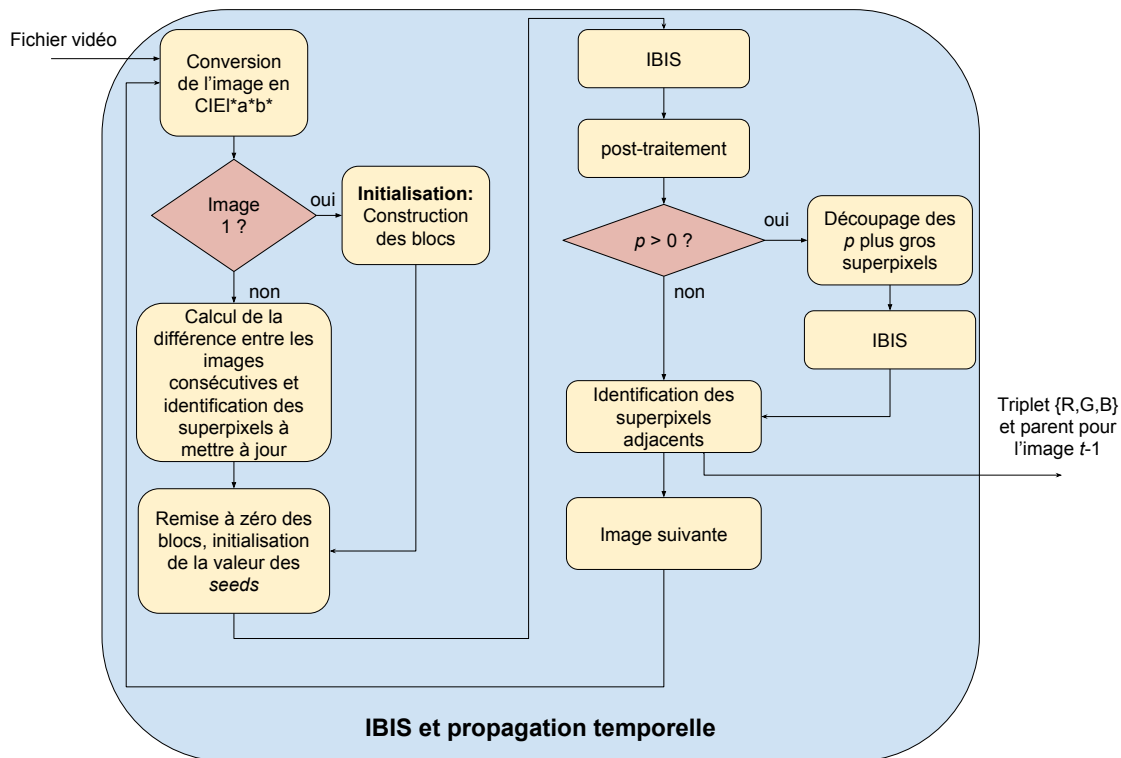 Fichier vidéo
Conversion
de l'image en
CIEl*a*b*
Image
1 ?
oui
Initialisation:
Construction
des blocs
non
Calcul de la
différence entre les
images
consécutives et
identification des
superpixels à
mettre à jour
Remise à zéro des
blocs, initialisation
de la valeur des
seeds
IBIS
post-traitement
p > 0 ?
oui
Découpage des
p plus gros
superpixels
non
IBIS
Identification des
superpixels
adjacents
Triplet {R,G,B}
et parent pour
l'image t-1
Image suivante
IBIS et propagation temporelle